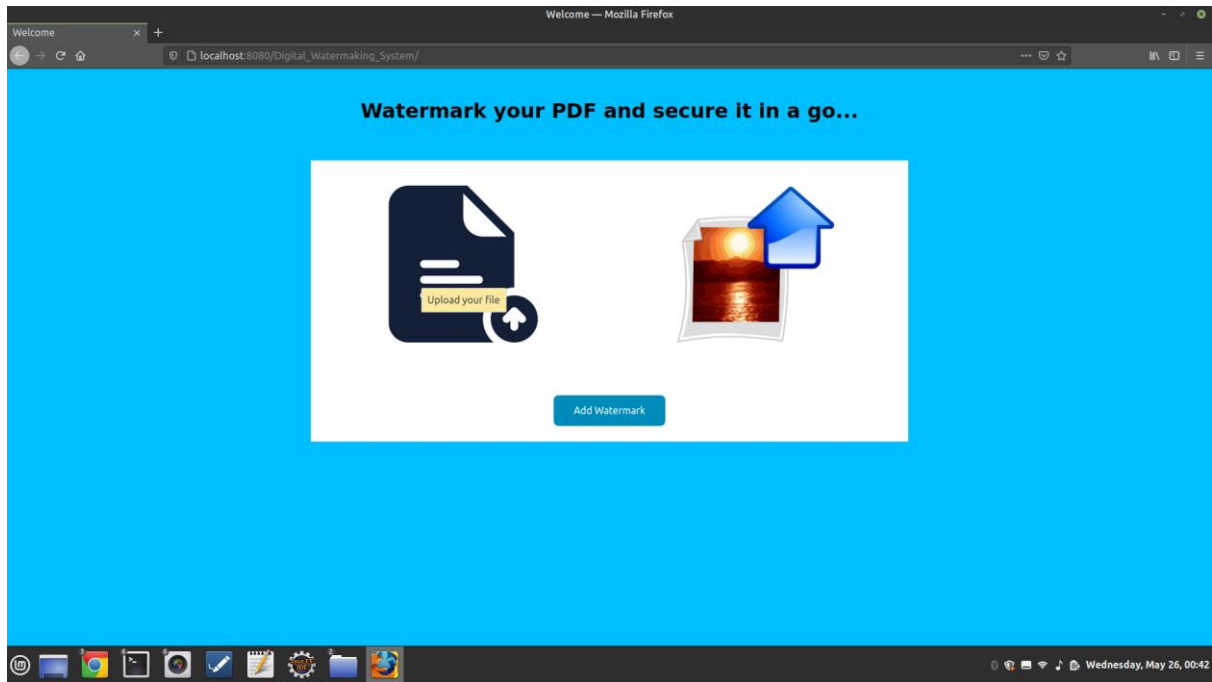 Welcome — Mozilla Firefox
Welcome
localhost:8080/Digital_Watermaking_System/
Watermark your PDF and secure it in a go...
Upload your file
Add Watermark
Wednesday, May 26, 00:42